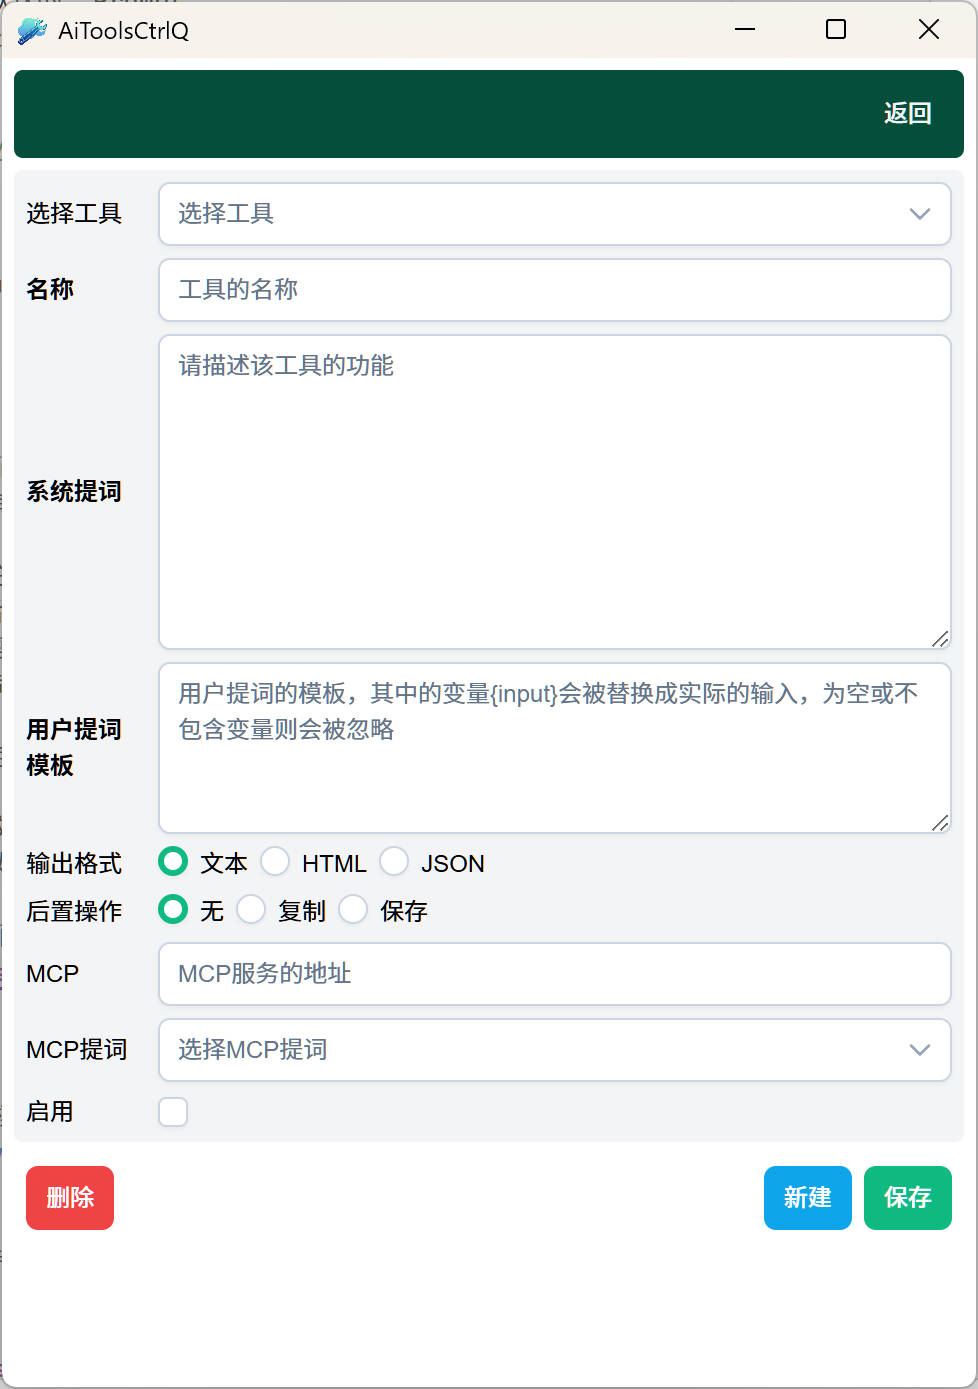 AiToolsCtrlQ
返回
选择工具 选择工具
名称 工具的名称
系统提词 请描述该工具的功能
用户提词
模板
用户提词的模板，其中的变量{input}会被替换成实际的输入，为空或不
包含变量则会被忽略
输出格式 文本 HTML JSON
后置操作 无 复制 保存
MCP MCP服务的地址
MCP提词 选择MCP提词
启用
删除 新建 保存